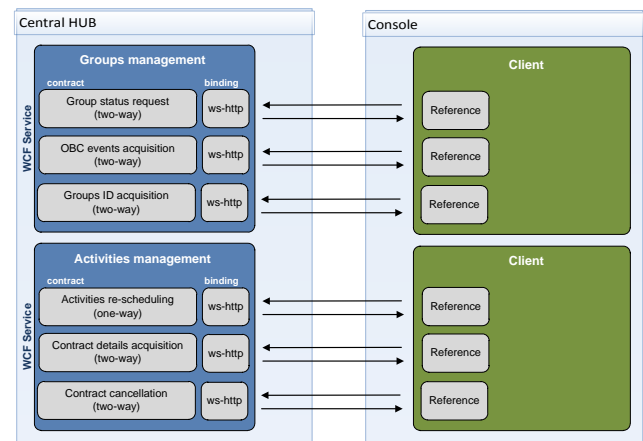 Central HUB
Console
WCF Service
Groups management
contract
binding
Group status request
(two-way)
ws-http
OBC events acquisition
(two-way)
ws-http
Groups ID acquisition
(two-way)
ws-http
Client
Reference
Reference
Reference
WCF Service
Activities management
contract
binding
Activities re-scheduling
(one-way)
ws-http
Contract details acquisition
(two-way)
ws-http
Contract cancellation
(two-way)
ws-http
Client
Reference
Reference
Reference